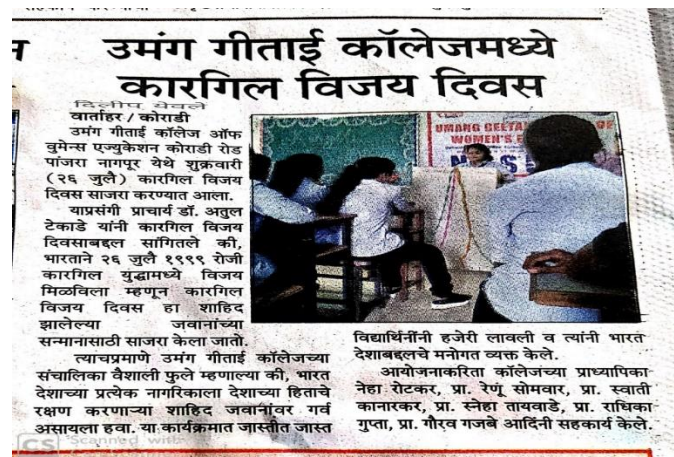 उमंग गीताई कॉलेजमध्ये
कारगिल विजय दिवस
दिलीप येवले
वार्ताहर / कोराडी
उमंग गीताई कॉलेज ऑफ
वुमेन्स एज्युकेशन कोराडी रोड
पांजरा नागपूर येथे शुक्रवारी
(२६ जुलै) कारगिल विजय
दिवस साजरा करण्यात आला.
याप्रसंगी प्राचार्य डॉ. अतुल
टेकाडे यांनी कारगिल विजय
दिवसाबद्दल सांगितले की,
भारताने २६ जुलै १९९९ रोजी
कारगिल युद्धामध्ये विजय
मिळविला म्हणून कारगिल
विजय दिवस हा शाहिद
झालेल्या जवानांच्या
सन्मानासाठी साजरा केला जातो.
त्याचप्रमाणे उमंग गीताई कॉलेजच्या
संचालिका वैशाली फुले म्हणाल्या की, भारत
देशाच्या प्रत्येक नागरिकाला देशाच्या हिताचे
रक्षण करणाऱ्या शाहिद जवानांवर गर्व
असायला हवा. या कार्यक्रमात जास्तीत जास्त
UMANG GEETA
WOMEN'S
विद्यार्थिनींनी हजेरी लावली व त्यांनी भारत
देशाबद्दलचे मनोगत व्यक्त केले.
आयोजनाकरिता कॉलेजच्या प्राध्यापिका
नेहा रोटकर, प्रा. रेणूं सोमवार, प्रा. स्वाती
कानारकर, प्रा. स्नेहा तायवाडे, प्रा. राधिका
गुप्ता, प्रा. गौरव गजबे आदिंनी सहकार्य केले.
CS Scanned with